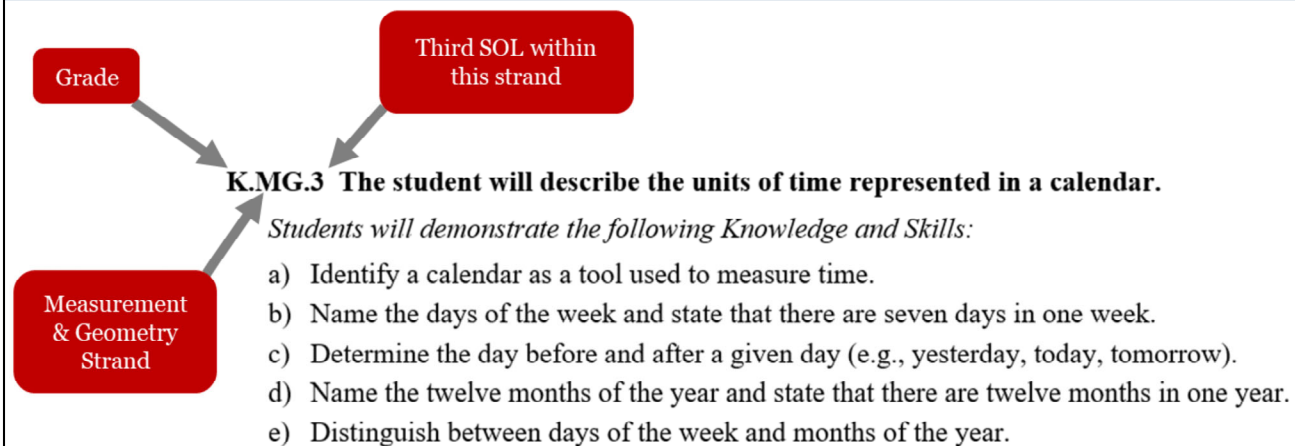 Grade
Third SOL within
this strand
K.MG.3 The student will describe the units of time represented in a calendar.
Students will demonstrate the following Knowledge and Skills:
Measurement
& Geometry
Strand
a) Identify a calendar as a tool used to measure time.
b) Name the days of the week and state that there are seven days in one week.
c) Determine the day before and after a given day (e.g., yesterday, today, tomorrow).
d) Name the twelve months of the year and state that there are twelve months in one year.
e) Distinguish between days of the week and months of the year.